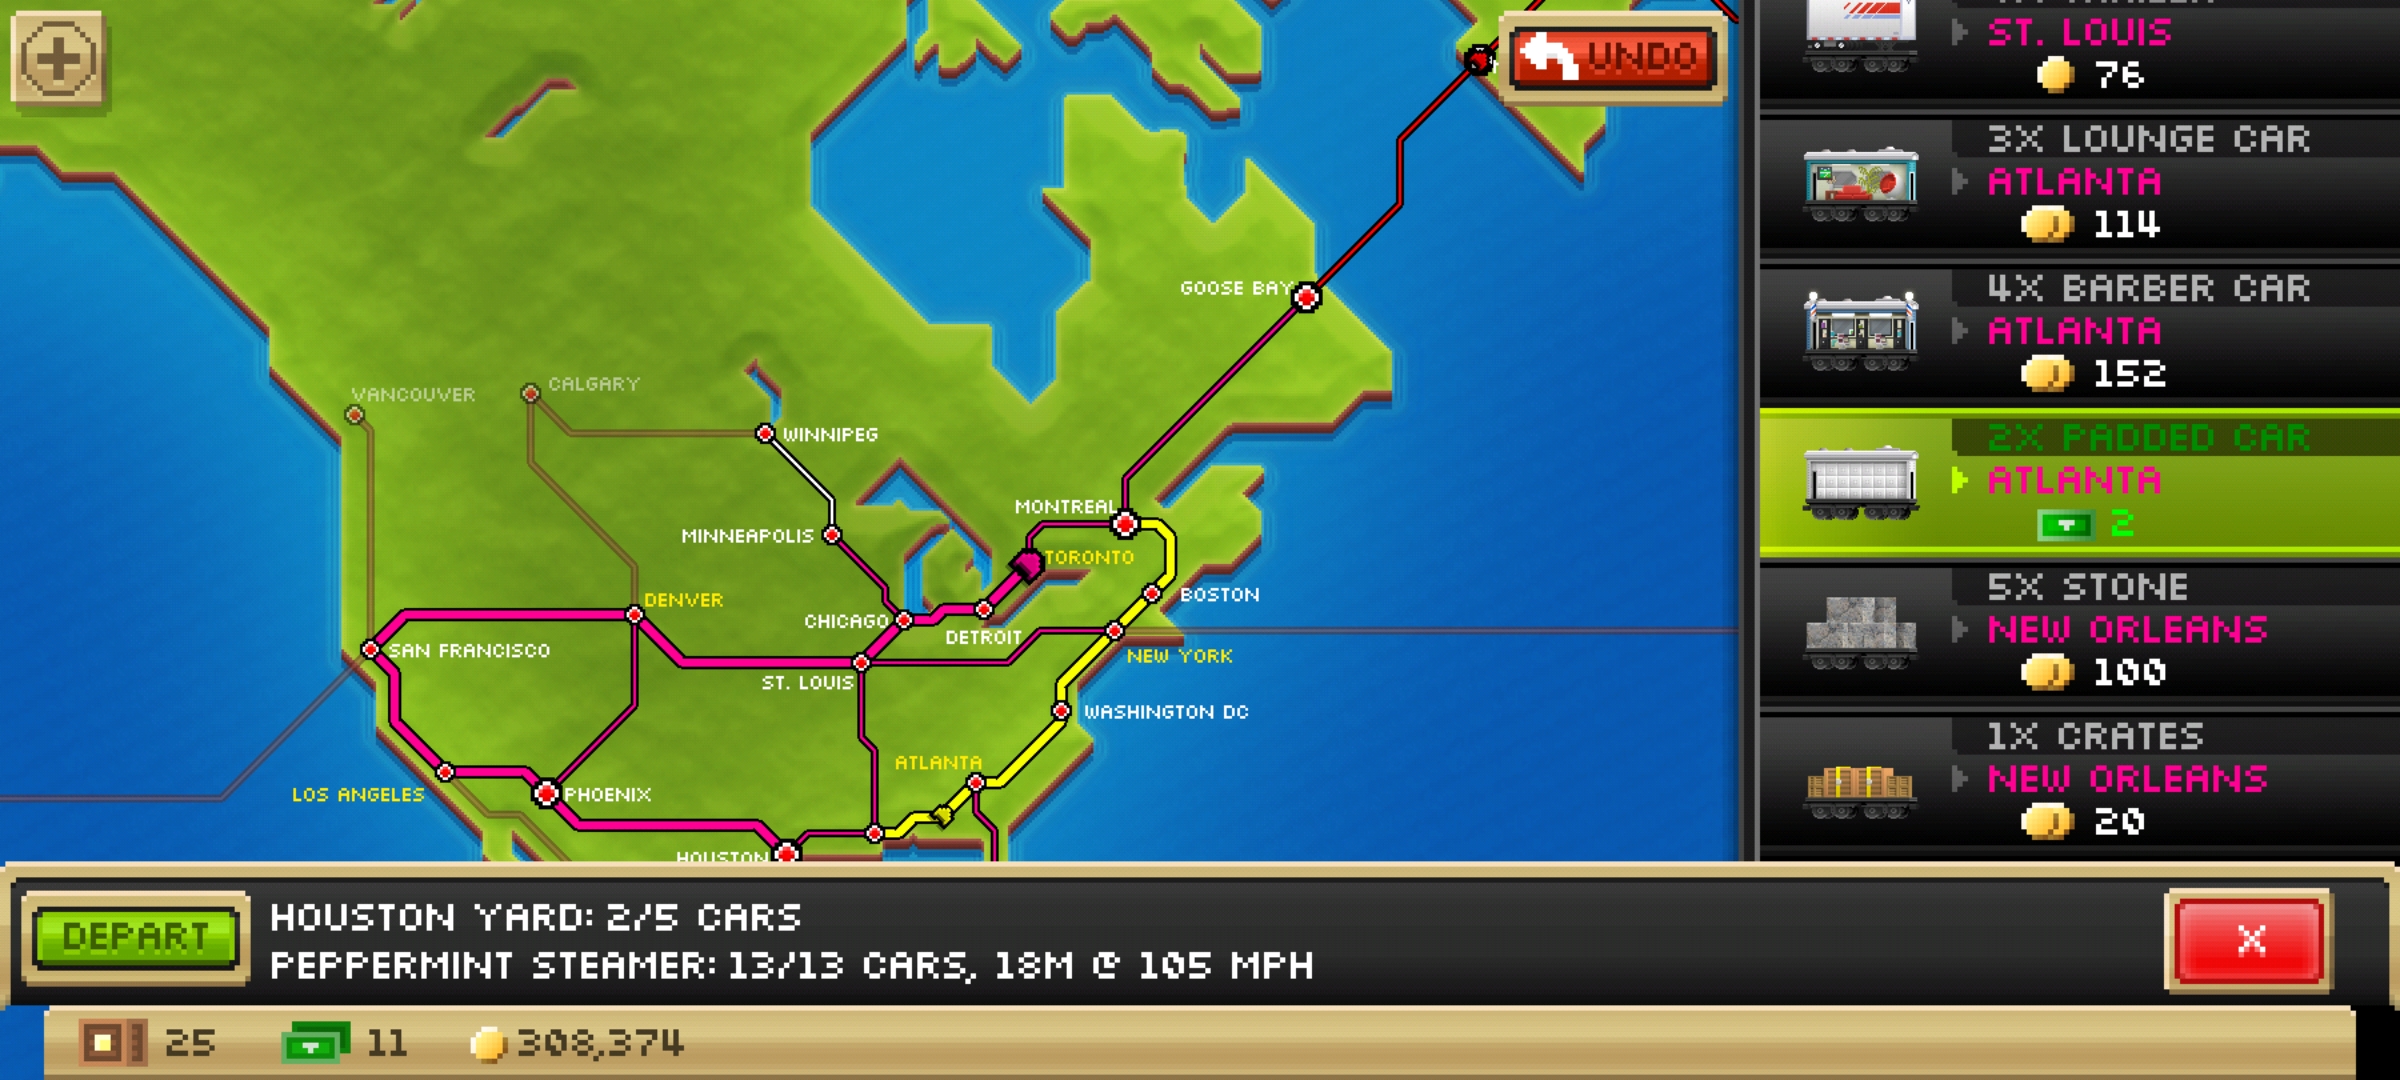 UNDO
GOOSE BAY
VANCOUVER
CALGARY
WINNIPEG
MINNEAPOLIS
MONTREAL
TORONTO
DENVER
BOSTON
CHICAGO
DETROIT
SAN FRANCISCO
NEW YORK
ST. LOUIS
WASHINGTON DC
ATLANTA
LOS ANGELES
PHOENIX
HOUSTON
ST. LOUIS
76
3X LOUNGE CAR
ATLANTA
114
4X BARBER CAR
ATLANTA
152
2X PADDED CAR
ATLANTA
2
5X STONE
NEW ORLEANS
100
1X CRATES
NEW ORLEANS
20
DEPART
HOUSTON YARD: 2/5 CARS
PEPPERMINT STEAMER: 13/13 CARS, 18M @ 105 MPH
X
25
11
308,374